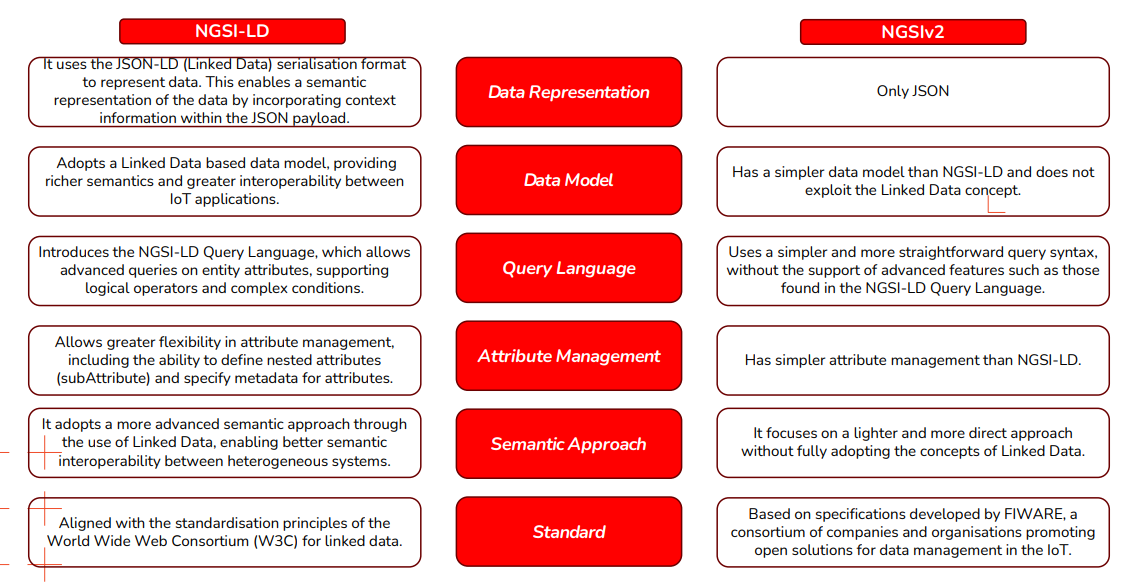 NGSI-LD
NGSIv2
It uses the JSON-LD (Linked Data) serialisation format
to represent data. This enables a semantic
representation of the data by incorporating context
information within the JSON payload.
Data Representation
Only JSON
Adopts a Linked Data based data model, providing
richer semantics and greater interoperability between
IoT applications.
Data Model
Has a simpler data model than NGSI-LD and does not
exploit the Linked Data concept.
Introduces the NGSI-LD Query Language, which allows
advanced queries on entity attributes, supporting
logical operators and complex conditions.
Query Language
Uses a simpler and more straightforward query syntax,
without the support of advanced features such as those
found in the NGSI-LD Query Language.
Allows greater flexibility in attribute management,
including the ability to define nested attributes
(subAttribute) and specify metadata for attributes.
Attribute Management
Has simpler attribute management than NGSI-LD.
It adopts a more advanced semantic approach through
the use of Linked Data, enabling better semantic
interoperability between heterogeneous systems.
Semantic Approach
It focuses on a lighter and more direct approach
without fully adopting the concepts of Linked Data.
Aligned with the standardisation principles of the
World Wide Web Consortium (W3C) for linked data.
Standard
Based on specifications developed by FIWARE, a
consortium of companies and organisations promoting
open solutions for data management in the IoT.